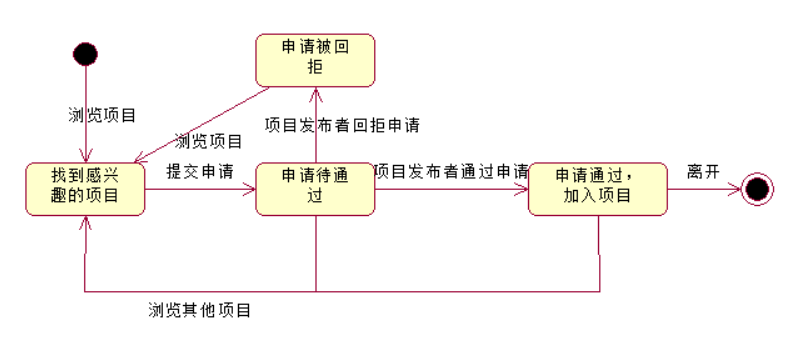 申请被回
拒
浏览项目
浏览项目
项目发布者回拒申请
找到感兴
趣的项目
提交申请
申请待通
过
项目发布者通过申请
申请通过，
加入项目
离开
浏览其他项目